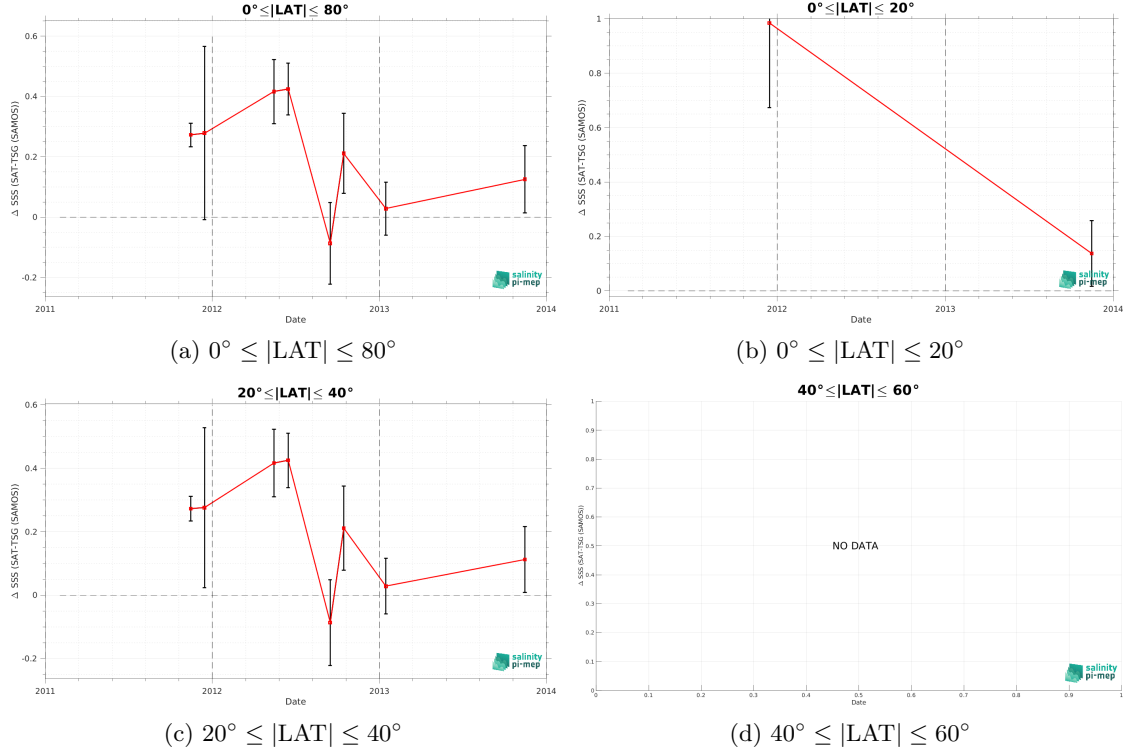 0°≤|LAT|≤ 80°
Δ SSS (SAT-TSG (SAMOS))
0.6
0.4
0.2
0
-0.2
2011
2012
2013
2014
Date
salinity
pi-mep
(a) 0° ≤ |LAT| ≤ 80°
0°≤|LAT|≤ 20°
Δ SSS (SAT-TSG (SAMOS))
1
0.8
0.6
0.4
0.2
0
2011
2012
2013
2014
Date
salinity
pi-mep
(b) 0° ≤ |LAT| ≤ 20°
20°≤|LAT|≤ 40°
Δ SSS (SAT-TSG (SAMOS))
0.6
0.4
0.2
0
-0.2
2011
2012
2013
2014
Date
salinity
pi-mep
(c) 20° ≤ |LAT| ≤ 40°
40°≤|LAT|≤ 60°
Δ SSS (SAT-TSG (SAMOS))
1
0.9
0.8
0.7
0.6
0.5
0.4
0.3
0.2
0.1
0
NO DATA
0
0.1
0.2
0.3
0.4
0.5
0.6
0.7
0.8
0.9
1
Date
salinity
pi-mep
(d) 40° ≤ |LAT| ≤ 60°